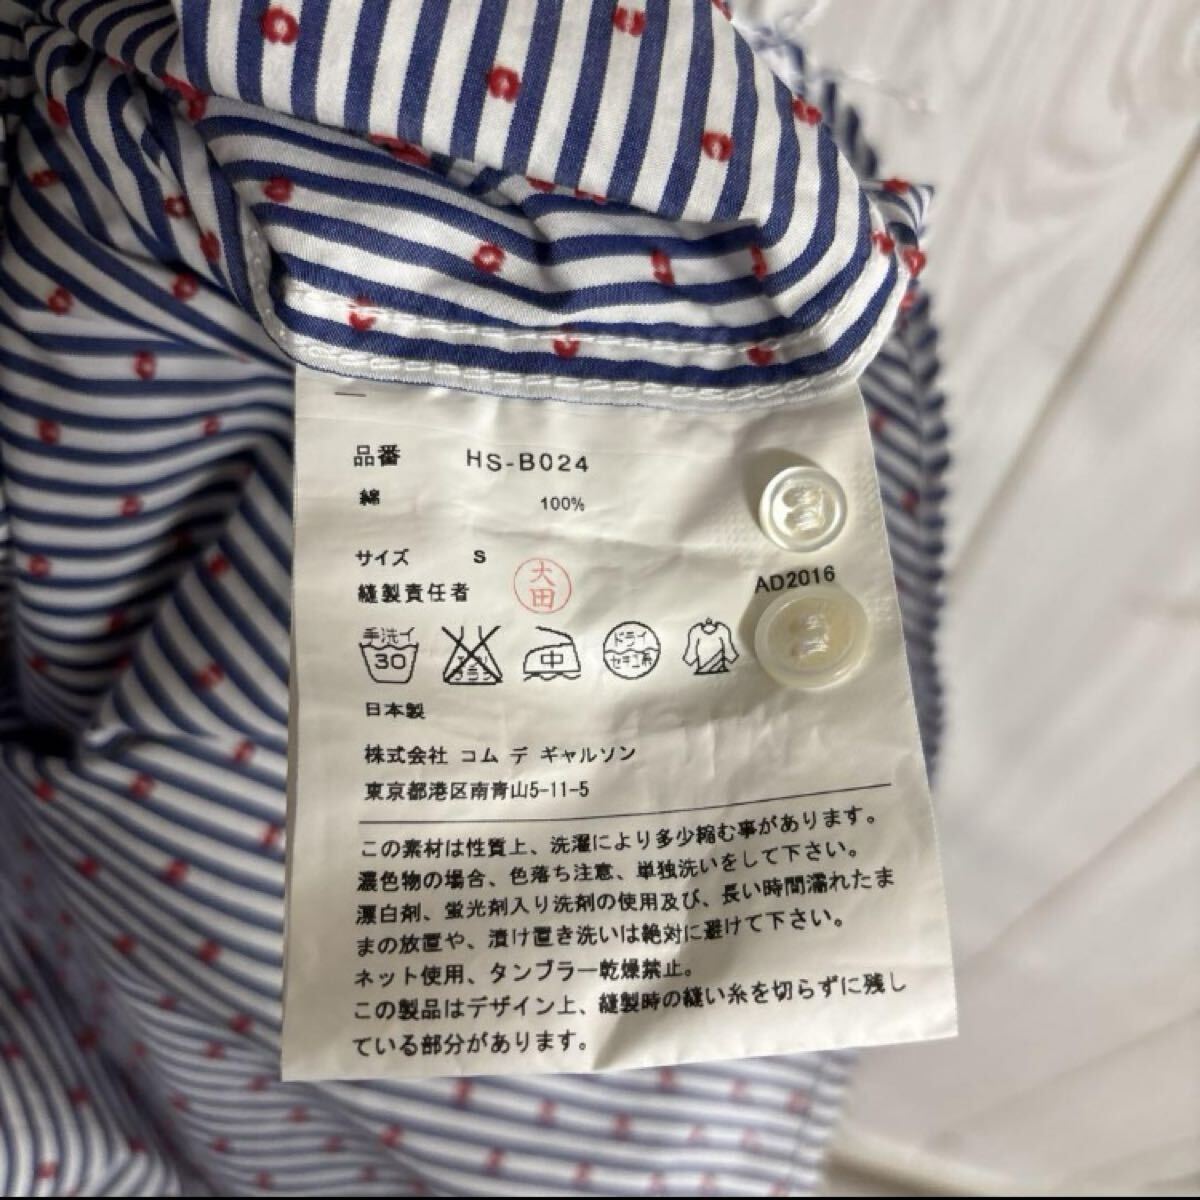 品番 HS-B024
綿 100%
サイズ S
縫製責任者 大田
AD2016
手洗イ 30 中 ドライ セキユ系
日本製
株式会社 コム デ ギャルソン
東京都港区南青山5-11-5
この素材は性質上、洗濯により多少縮む事があります。
濃色物の場合、色落ち注意、単独洗いをして下さい。
漂白剤、蛍光剤入り洗剤の使用及び、長い時間濡れたま
まの放置や、漬け置き洗いは絶対に避けて下さい。
ネット使用、タンブラー乾燥禁止。
この製品はデザイン上、縫製時の縫い糸を切らずに残し
ている部分があります。